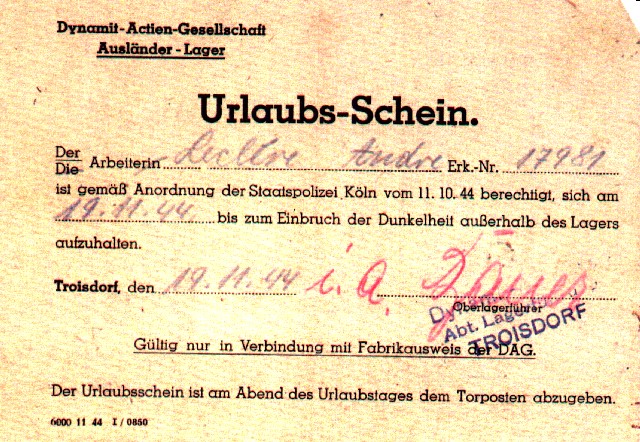 Dynamit-Actien-Gesellschaft
Ausländer-Lager
Urlaubs-Schein.
Der
Die Arbeiterin Leclère Andre Erk.-Nr. 17981
ist gemäß Anordnung der Staatspolizei Köln vom 11.10.44 berechtigt, sich am
19.11.44 bis zum Einbruch der Dunkelheit außerhalb des Lagers
aufzuhalten.
Troisdorf, den 19.11.44 i. A.
Oberlagerführer
Abt. Lager
TROISDORF
Gültig nur in Verbindung mit Fabrikausweis der DAG.
Der Urlaubsschein ist am Abend des Urlaubstages dem Torposten abzugeben.
6000 11 44 I/0850